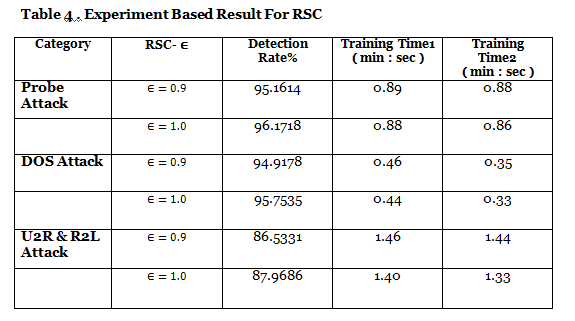 Table 4.. Experiment Based Result For RSC
Category RSC- ϵ Detection Rate% Training Time1 ( min : sec ) Training Time2 ( min : sec )
Probe Attack ϵ = 0.9 95.1614 0.89 0.88
ϵ = 1.0 96.1718 0.88 0.86
DOS Attack ϵ = 0.9 94.9178 0.46 0.35
ϵ = 1.0 95.7535 0.44 0.33
U2R & R2L Attack ϵ = 0.9 86.5331 1.46 1.44
ϵ = 1.0 87.9686 1.40 1.33